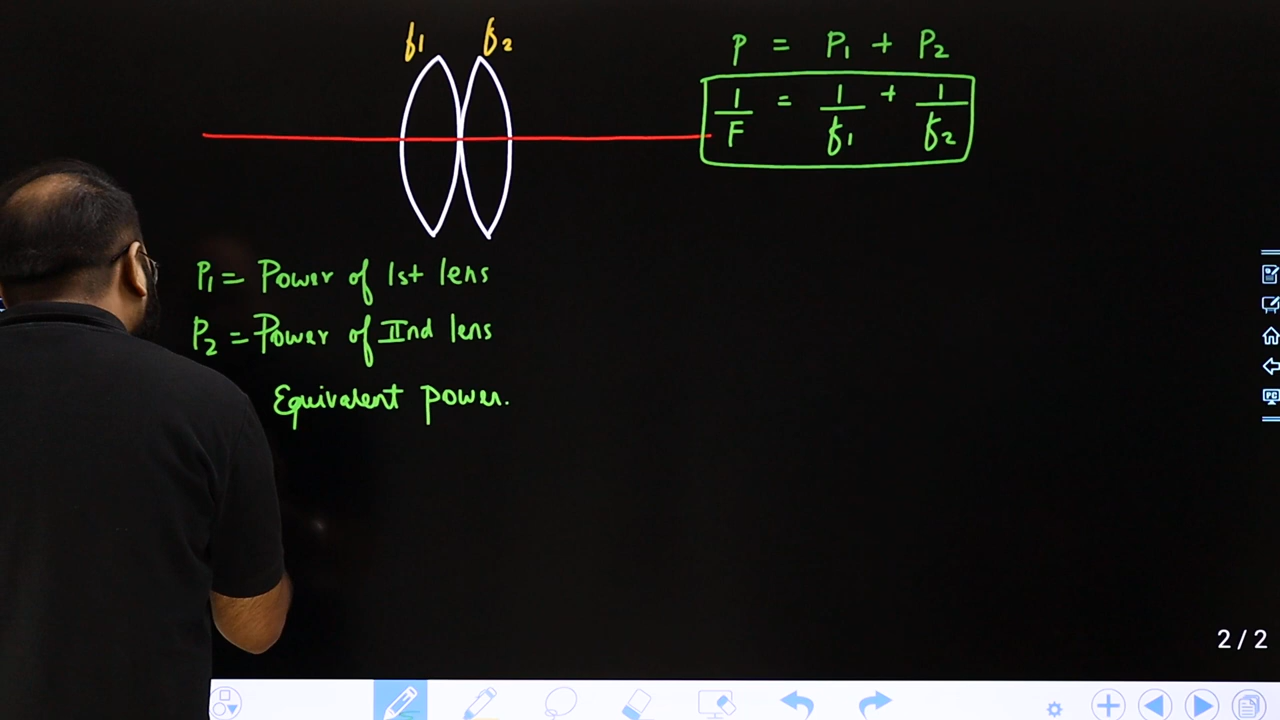 f1 f2
P = P1 + P2
1/F = 1/f1 + 1/f2
P1 = Power of 1st lens
P2 = Power of IInd lens
Equivalent power.
2 / 2